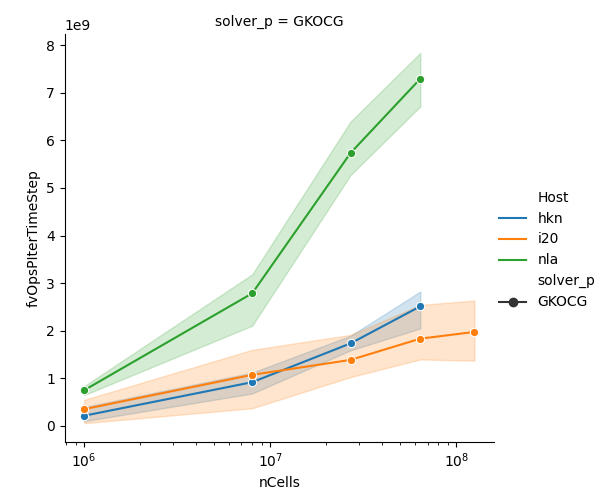 solver_p = GKOCG
1e9
8
7
6
5
4
3
2
1
0
fvOpsPIterTimeStep
10^6
10^7
10^8
nCells
Host
hkn
i20
nla
solver_p
GKOCG